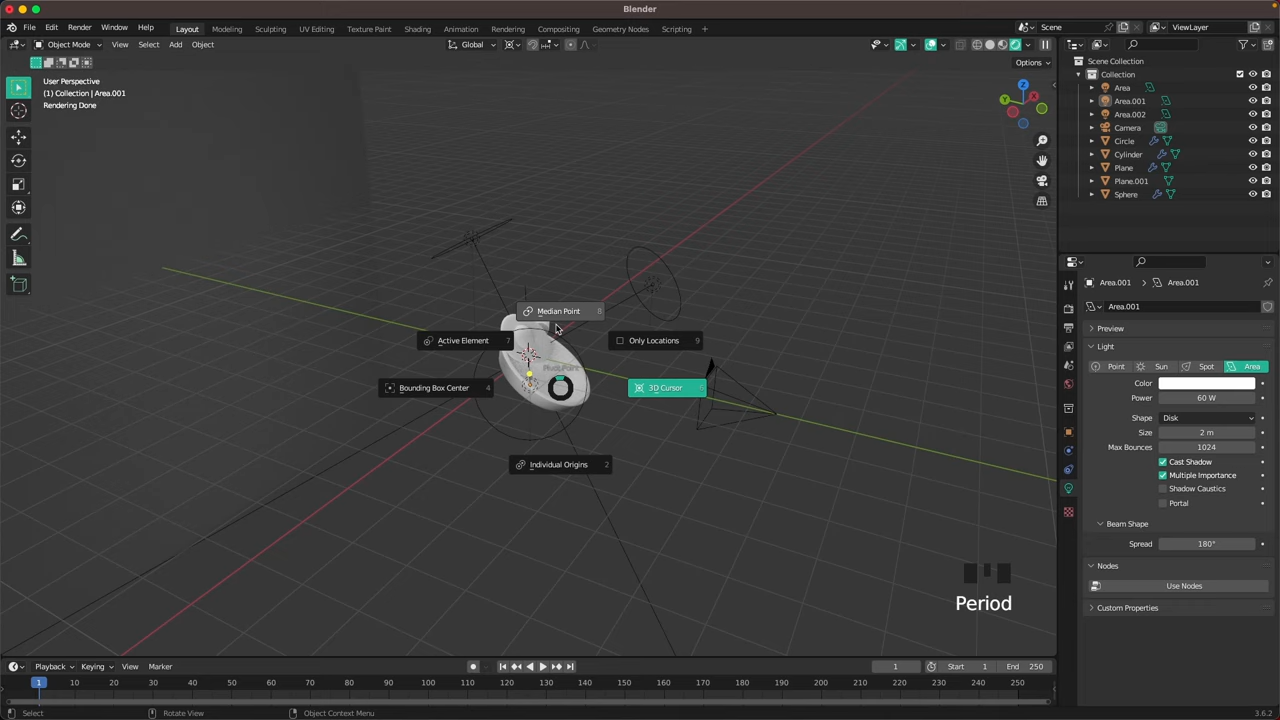 Blender
File Edit Render Window Help
Layout Modeling Sculpting UV Editing Texture Paint Shading Animation Rendering Compositing Geometry Nodes Scripting +
Scene
ViewLayer
Object Mode View Select Add Object
Global
Options
User Perspective
(1) Collection | Area.001
Rendering Done
Z
Y
X
Scene Collection
Collection
Area
Area.001
Area.002
Camera
Circle
Cylinder
Plane
Plane.001
Sphere
Median Point 8
Active Element 7
Only Locations 9
Bounding Box Center 4
3D Cursor 6
Individual Origins 2
Area.001 Area.001
Area.001
Preview
Light
Point Sun Spot Area
Color
Power 60 W
Shape Disk
Size 2 m
Max Bounces 1024
Cast Shadow
Multiple Importance
Shadow Caustics
Portal
Beam Shape
Spread 180°
Nodes
Use Nodes
Custom Properties
Period
Playback Keying View Marker
1 Start 1 End 250
1 10 20 30 40 50 60 70 80 90 100 110 120 130 140 150 160 170 180 190 200 210 220 230 240 250
Select Rotate View Object Context Menu 3.6.2